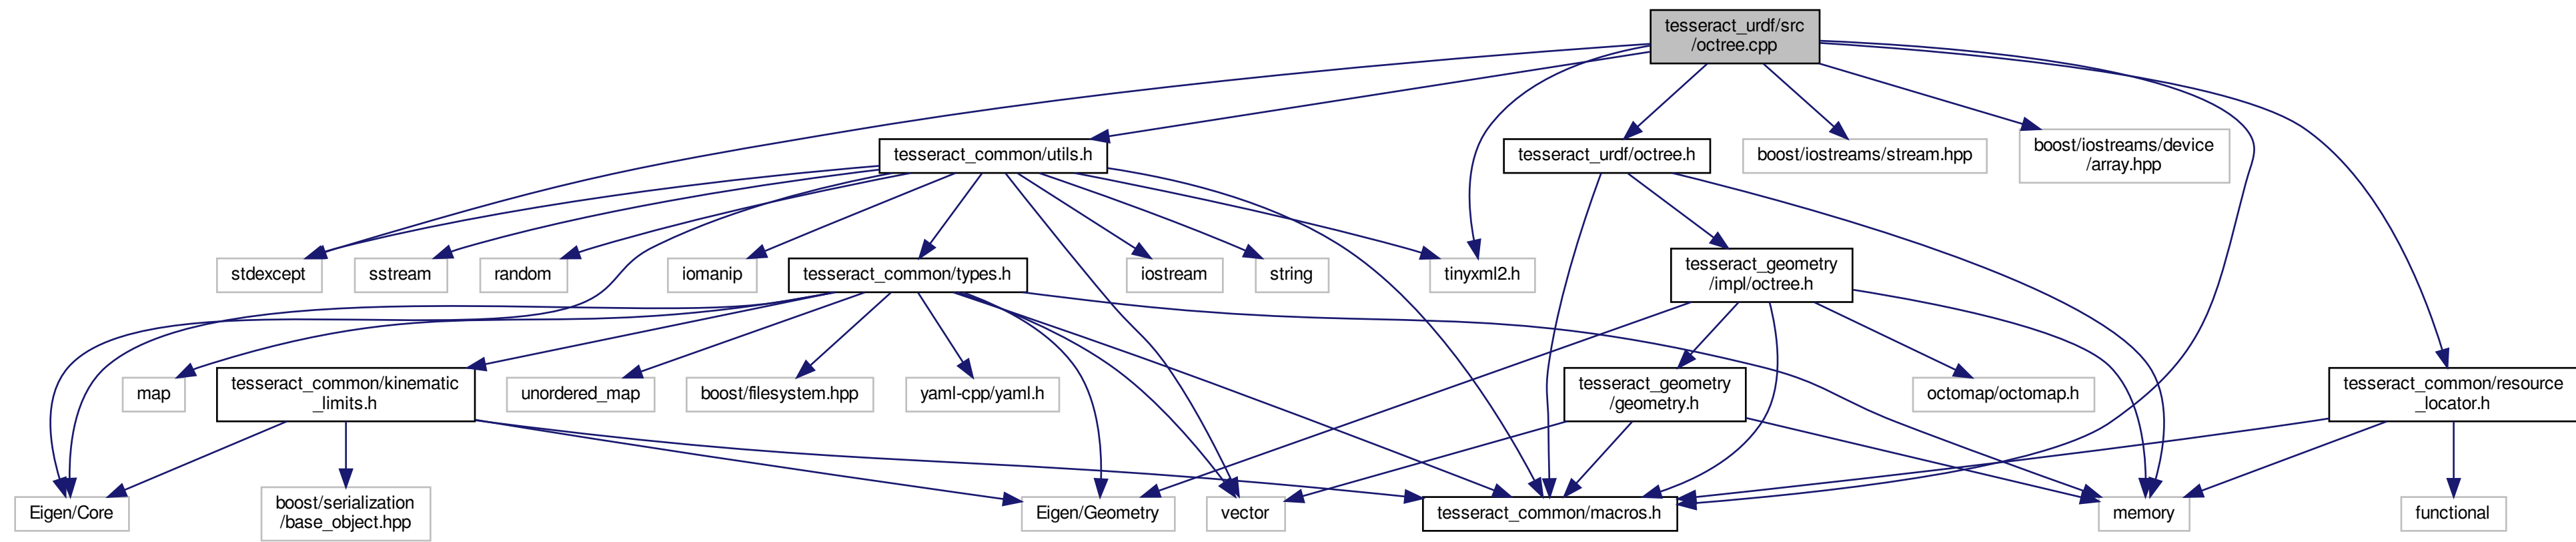 tesseract_urdf/src
/octree.cpp
tesseract_common/utils.h
tesseract_urdf/octree.h
boost/iostreams/stream.hpp
boost/iostreams/device
/array.hpp
stdexcept
sstream
random
iomanip
tesseract_common/types.h
iostream
string
tinyxml2.h
tesseract_geometry
/impl/octree.h
map
tesseract_common/kinematic
_limits.h
unordered_map
boost/filesystem.hpp
yaml-cpp/yaml.h
tesseract_geometry
/geometry.h
octomap/octomap.h
tesseract_common/resource
_locator.h
Eigen/Core
boost/serialization
/base_object.hpp
Eigen/Geometry
vector
tesseract_common/macros.h
memory
functional